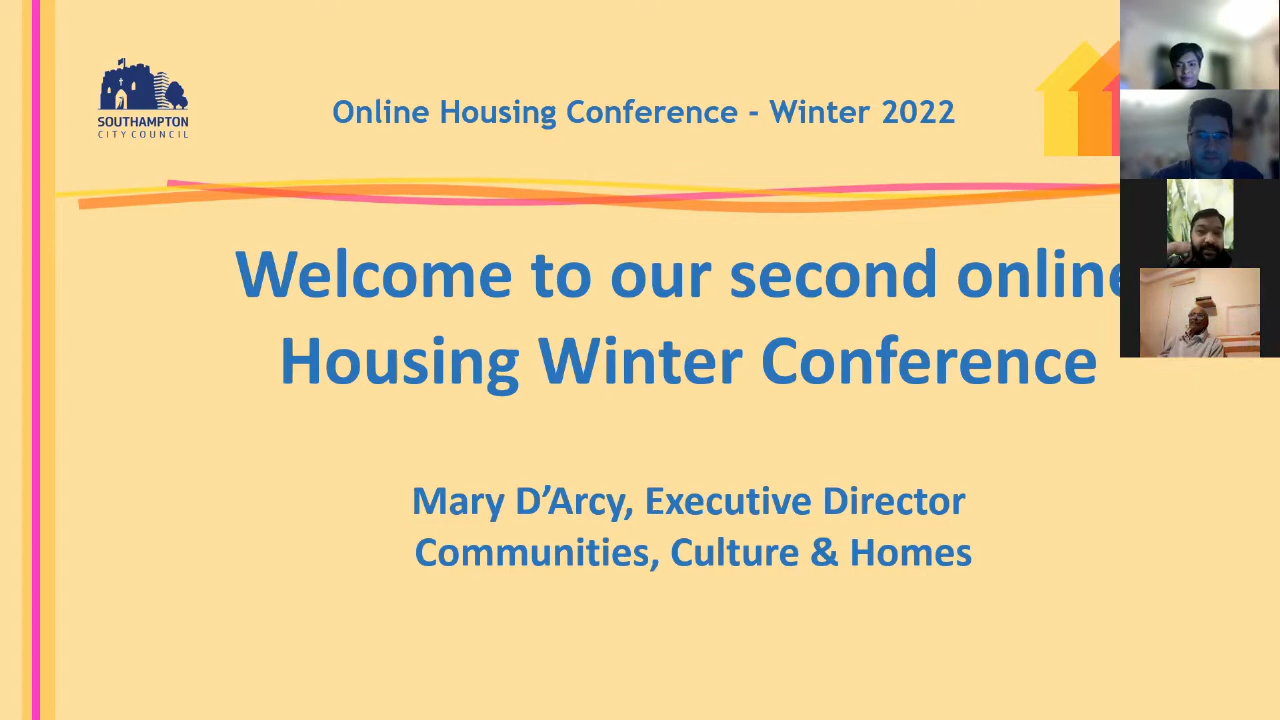 SOUTHAMPTON
CITY COUNCIL
Online Housing Conference - Winter 2022
Welcome to our second online
Housing Winter Conference
Mary D’Arcy, Executive Director
Communities, Culture & Homes